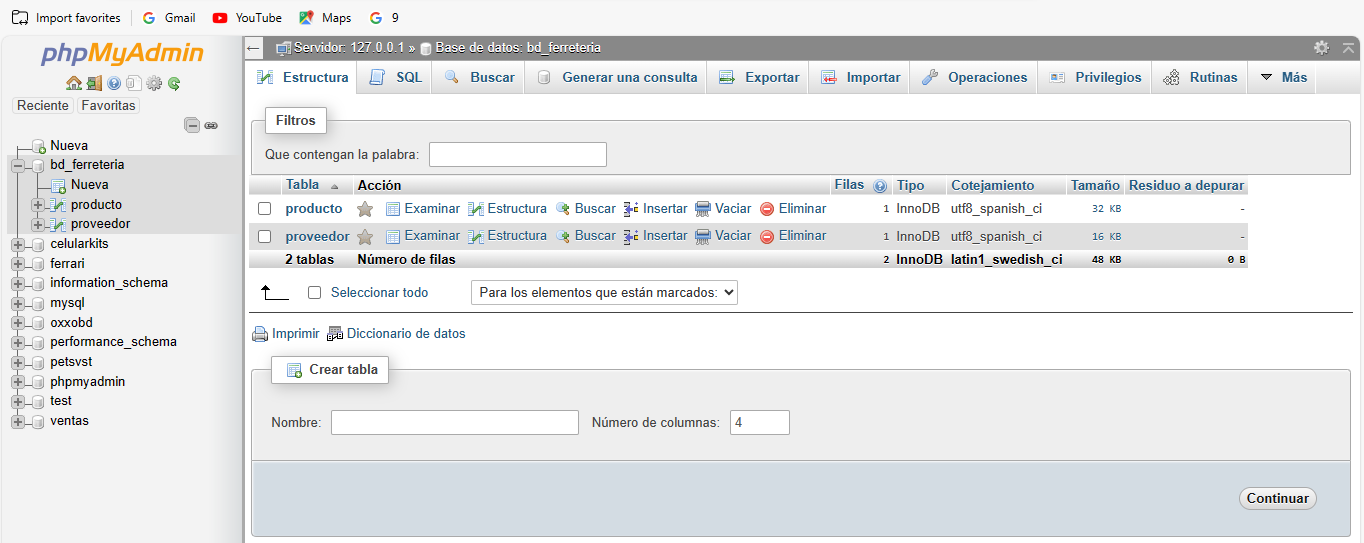 Import favorites Gmail YouTube Maps 9
phpMyAdmin
Reciente Favoritas
Nueva
bd_ferreteria
Nueva
producto
proveedor
celularkits
ferrari
information_schema
mysql
oxxobd
performance_schema
petsvst
phpmyadmin
test
ventas
Servidor: 127.0.0.1 » Base de datos: bd_ferreteria
Estructura SQL Buscar Generar una consulta Exportar Importar Operaciones Privilegios Rutinas Más
Filtros
Que contengan la palabra:
Tabla Acción Filas Tipo Cotejamiento Tamaño Residuo a depurar
producto Examinar Estructura Buscar Insertar Vaciar Eliminar 1 InnoDB utf8_spanish_ci 32 KB -
proveedor Examinar Estructura Buscar Insertar Vaciar Eliminar 1 InnoDB utf8_spanish_ci 16 KB -
2 tablas Número de filas 2 InnoDB latin1_swedish_ci 48 KB 0 B
Seleccionar todo Para los elementos que están marcados:
Imprimir Diccionario de datos
Crear tabla
Nombre: Número de columnas: 4
Continuar